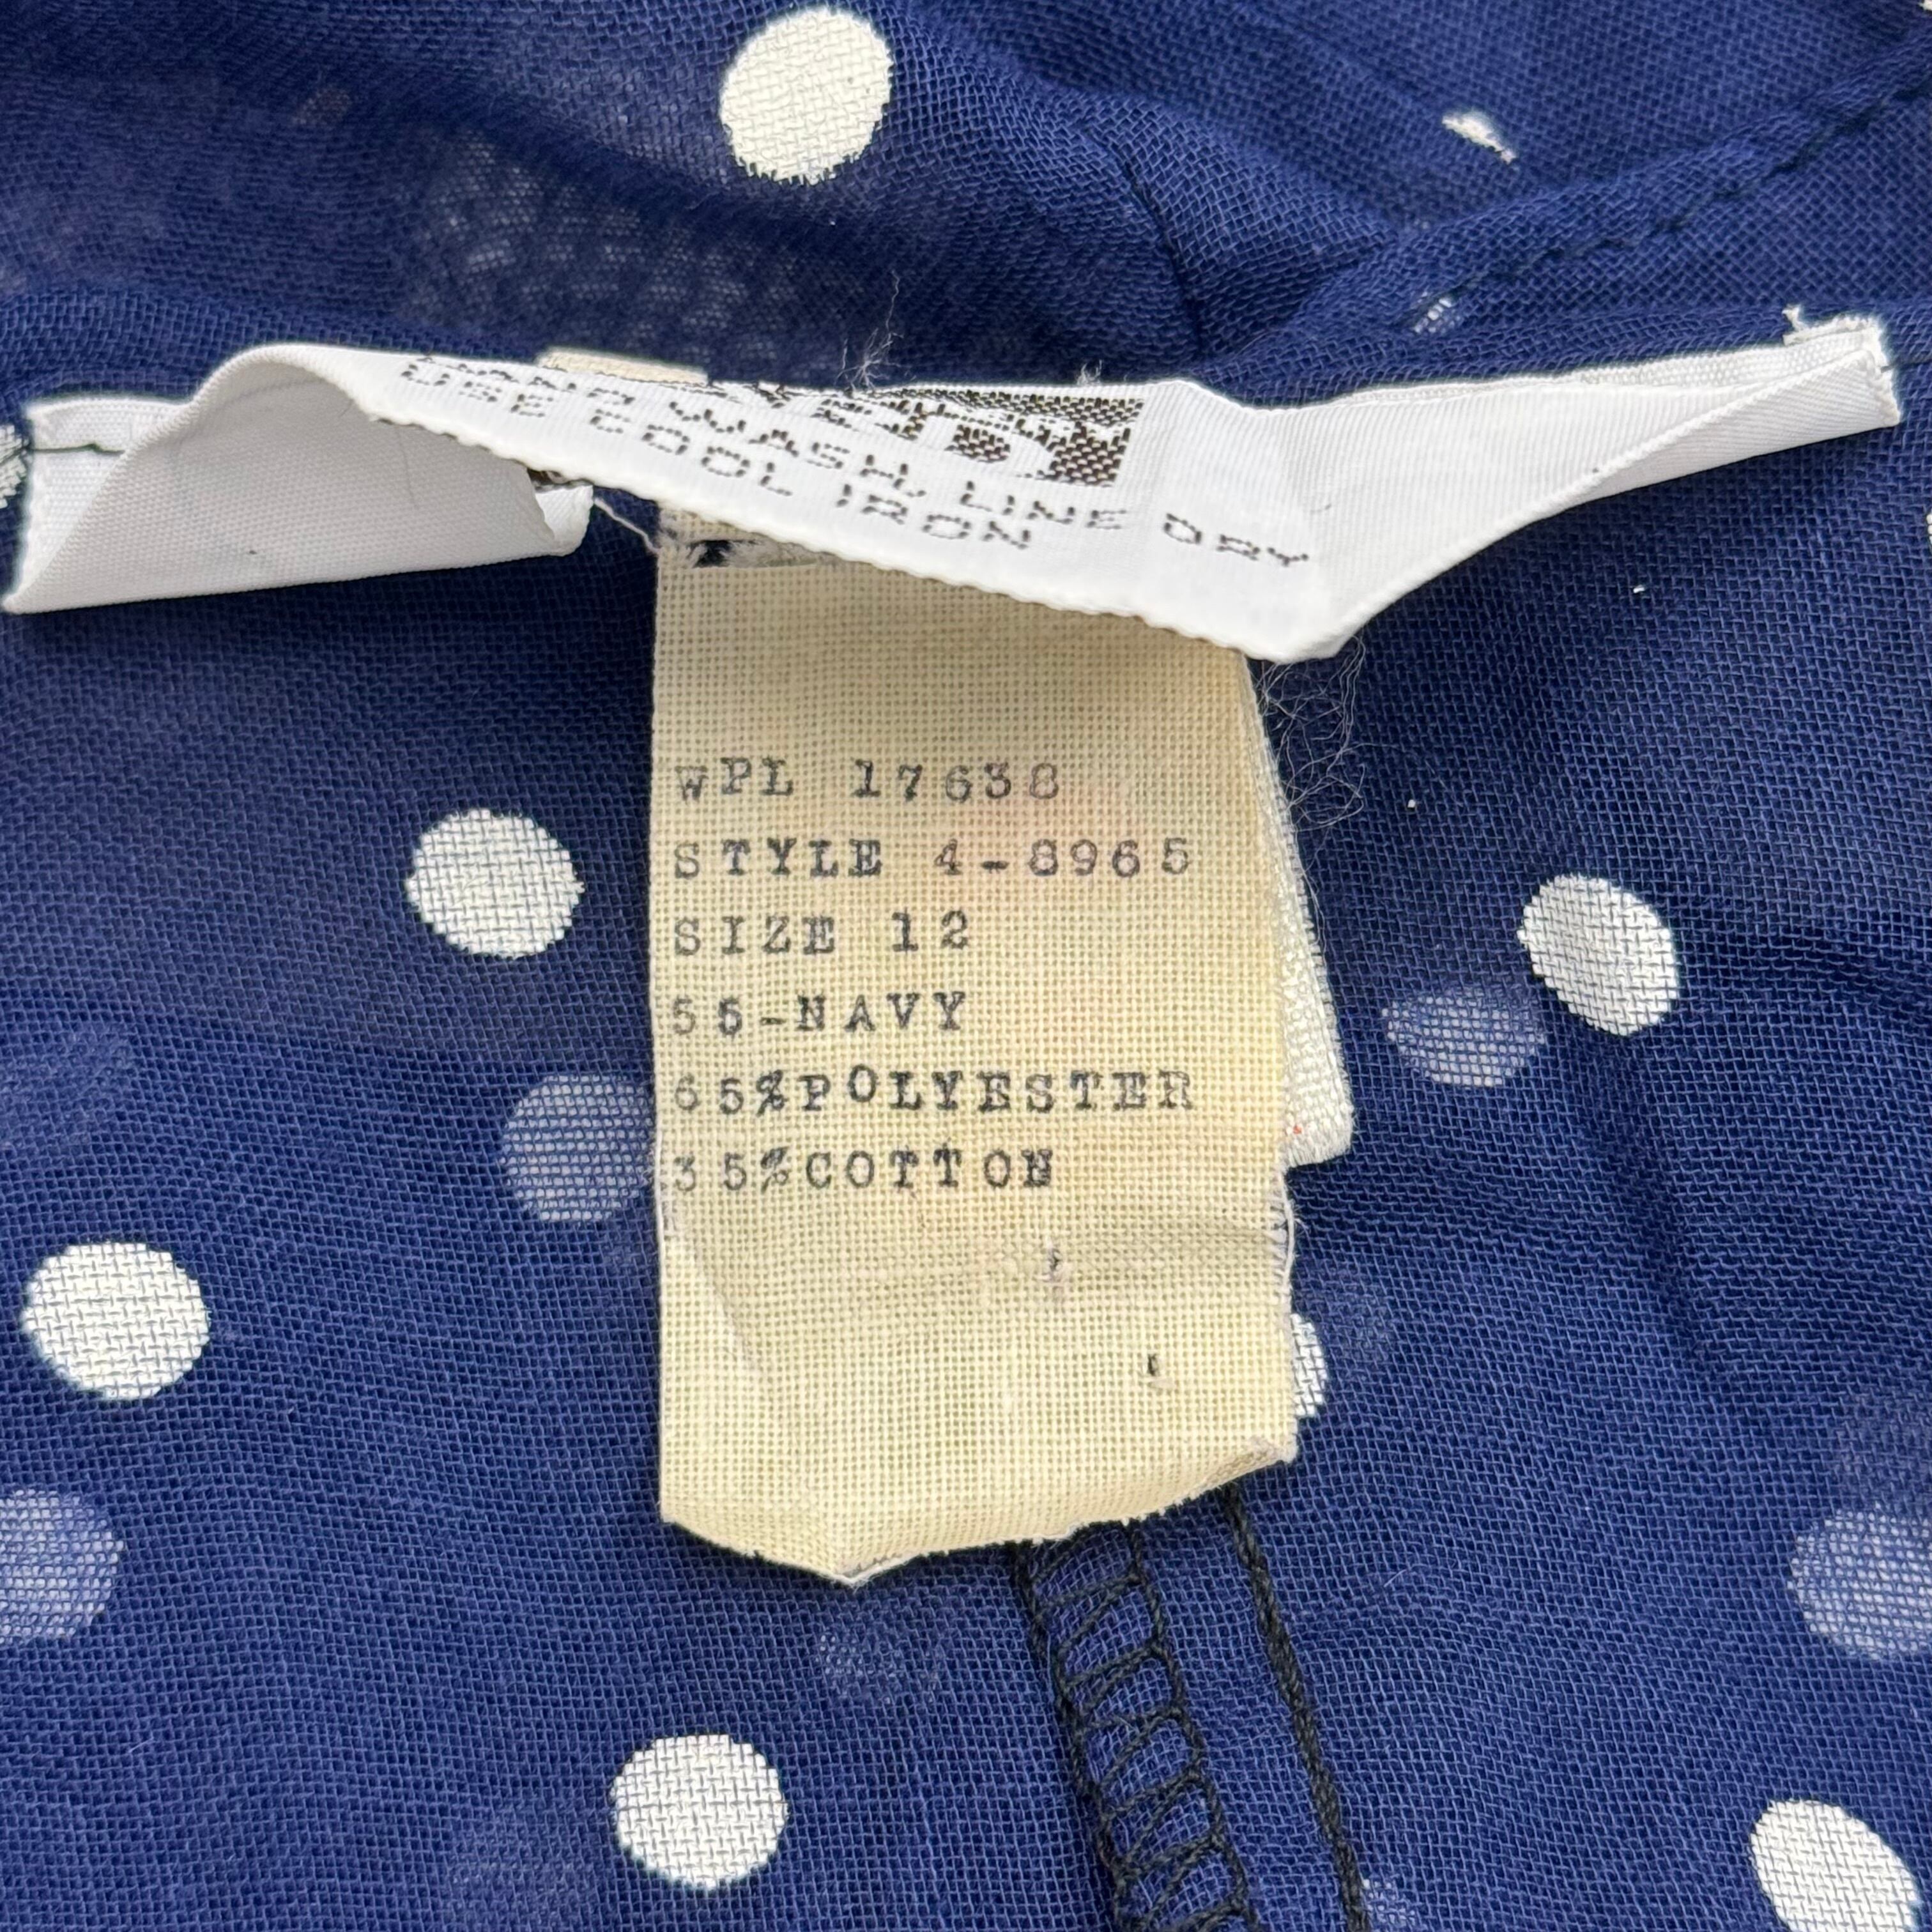 HAND WASH, LINE DRY
USE COOL IRON
WPL 17638
STYLE 4-8965
SIZE 12
55-NAVY
65%POLYESTER
35%COTTON